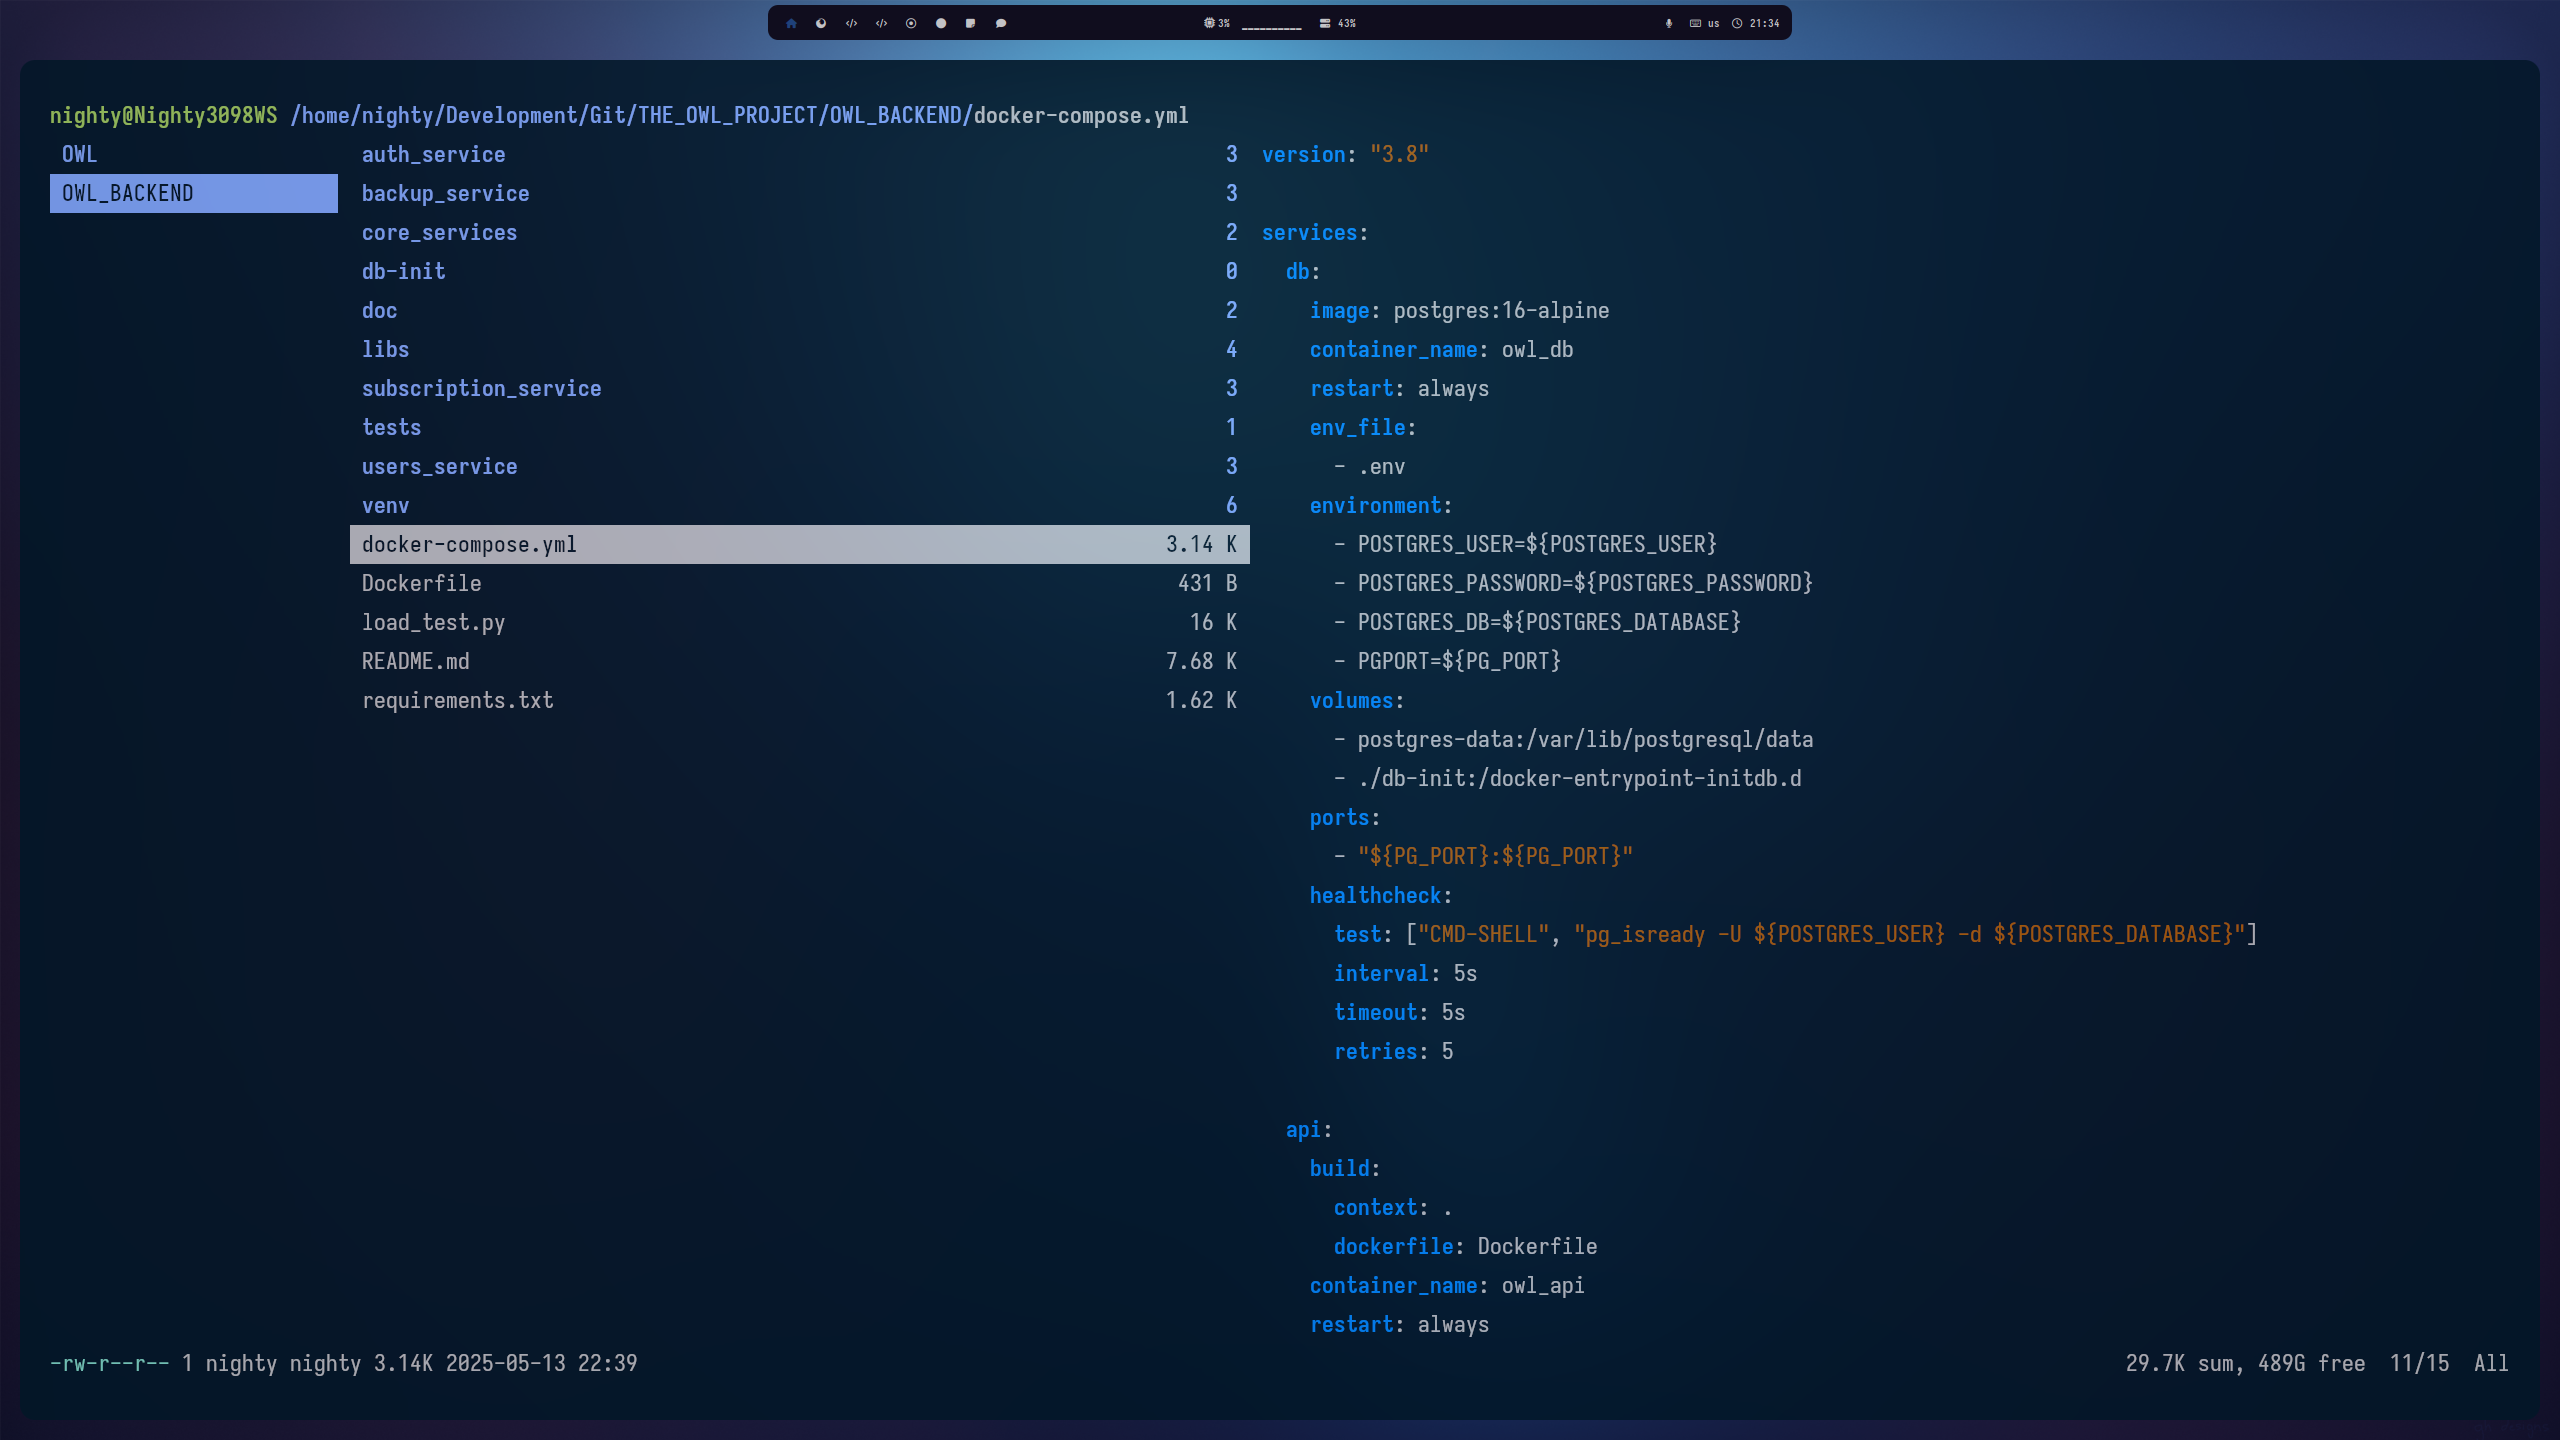 3% 43% us 21:34
nighty@Nighty3098WS /home/nighty/Development/Git/THE_OWL_PROJECT/OWL_BACKEND/docker-compose.yml
OWL
OWL_BACKEND
auth_service 3
backup_service 3
core_services 2
db-init 0
doc 2
libs 4
subscription_service 3
tests 1
users_service 3
venv 6
docker-compose.yml 3.14 K
Dockerfile 431 B
load_test.py 16 K
README.md 7.68 K
requirements.txt 1.62 K
version: "3.8"
services:
  db:
    image: postgres:16-alpine
    container_name: owl_db
    restart: always
    env_file:
      - .env
    environment:
      - POSTGRES_USER=${POSTGRES_USER}
      - POSTGRES_PASSWORD=${POSTGRES_PASSWORD}
      - POSTGRES_DB=${POSTGRES_DATABASE}
      - PGPORT=${PG_PORT}
    volumes:
      - postgres-data:/var/lib/postgresql/data
      - ./db-init:/docker-entrypoint-initdb.d
    ports:
      - "${PG_PORT}:${PG_PORT}"
    healthcheck:
      test: ["CMD-SHELL", "pg_isready -U ${POSTGRES_USER} -d ${POSTGRES_DATABASE}"]
      interval: 5s
      timeout: 5s
      retries: 5
  api:
    build:
      context: .
      dockerfile: Dockerfile
    container_name: owl_api
    restart: always
-rw-r--r-- 1 nighty nighty 3.14K 2025-05-13 22:39 29.7K sum, 489G free 11/15 All